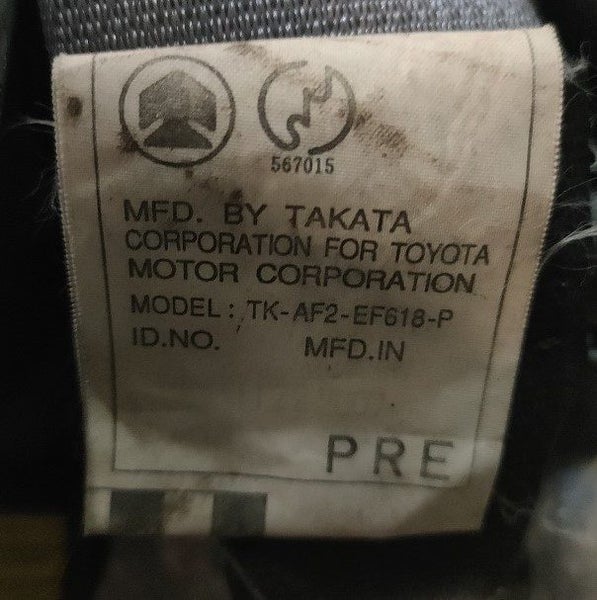 567015
MFD. BY TAKATA
CORPORATION FOR TOYOTA
MOTOR CORPORATION
MODEL: TK-AF2-EF618-P
ID.NO. MFD.IN
PRE